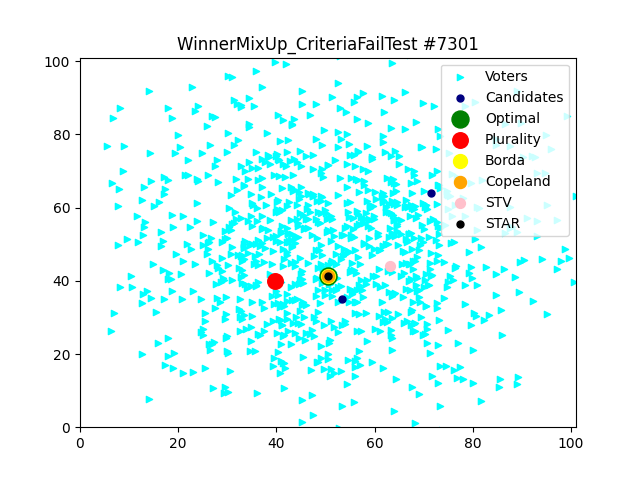 WinnerMixUp_CriteriaFailTest #7301
100
80
60
40
20
0
0 20 40 60 80 100
Voters
Candidates
Optimal
Plurality
Borda
Copeland
STV
STAR